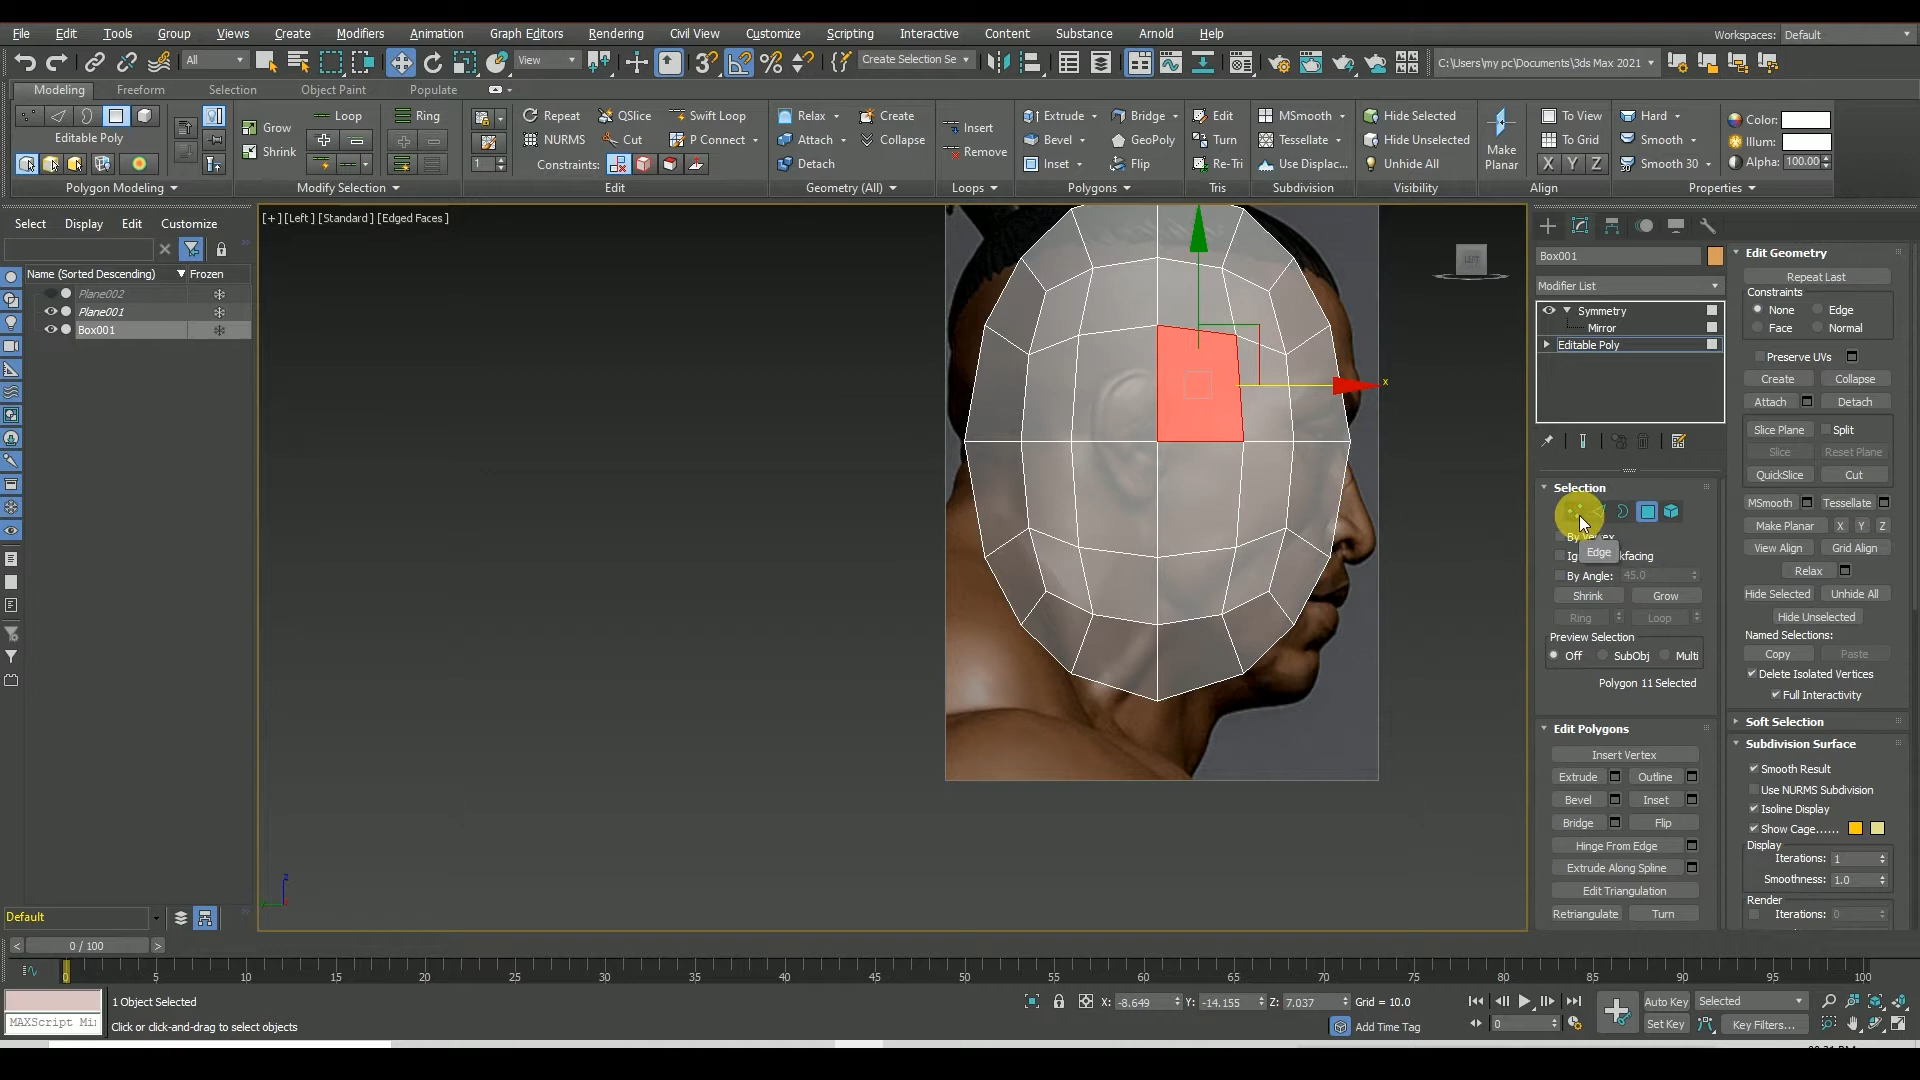 File Edit Tools Group Views Create Modifiers Animation Graph Editors Rendering Civil View Customize Scripting Interactive Content Substance Arnold Help Workspaces: Default
All View Create Selection Se C:\Users\my pc\Documents\3ds Max 2021
Modeling Freeform Selection Object Paint Populate
Grow Loop Ring Repeat QSlice Swift Loop Relax Create Insert Extrude Bridge Edit MSmooth Hide Selected To View Hard Color:
Editable Poly Shrink NURMS Cut P Connect Attach Collapse Remove Bevel GeoPoly Turn Tessellate Hide Unselected Make Planar To Grid Smooth Illum:
1 Constraints: Detach Inset Flip Re-Tri Use Displac... Unhide All X Y Z Smooth 30 Alpha: 100.00
Polygon Modeling Modify Selection Edit Geometry (All) Loops Polygons Tris Subdivision Visibility Align Properties
Select Display Edit Customize
Name (Sorted Descending) Frozen
Plane002
Plane001
Box001
[+] [Left] [Standard] [Edged Faces]
LEFT
x
z
Box001
Modifier List
Symmetry
Mirror
Editable Poly
Selection
By Vertex
Edge
By Angle: 45.0
Shrink Grow
Ring Loop
Preview Selection
Off SubObj Multi
Polygon 11 Selected
Edit Polygons
Insert Vertex
Extrude Outline
Bevel Inset
Bridge Flip
Hinge From Edge
Extrude Along Spline
Edit Triangulation
Retriangulate Turn
Edit Geometry
Repeat Last
Constraints
None Edge
Face Normal
Preserve UVs
Create Collapse
Attach Detach
Slice Plane Split
Slice Reset Plane
QuickSlice Cut
MSmooth Tessellate
Make Planar X Y Z
View Align Grid Align
Relax
Hide Selected Unhide All
Hide Unselected
Named Selections:
Copy Paste
Delete Isolated Vertices
Full Interactivity
Soft Selection
Subdivision Surface
Smooth Result
Use NURMS Subdivision
Isoline Display
Show Cage......
Display
Iterations: 1
Smoothness: 1.0
Render
Iterations: 0
Default
< 0 / 100 >
0 5 10 15 20 25 30 35 40 45 50 55 60 65 70 75 80 85 90 95 100
1 Object Selected X: -8.649 Y: -14.155 Z: 7.037 Grid = 10.0 Auto Key Selected
MAXScript Mi Click or click-and-drag to select objects Add Time Tag 0 Set Key Key Filters...